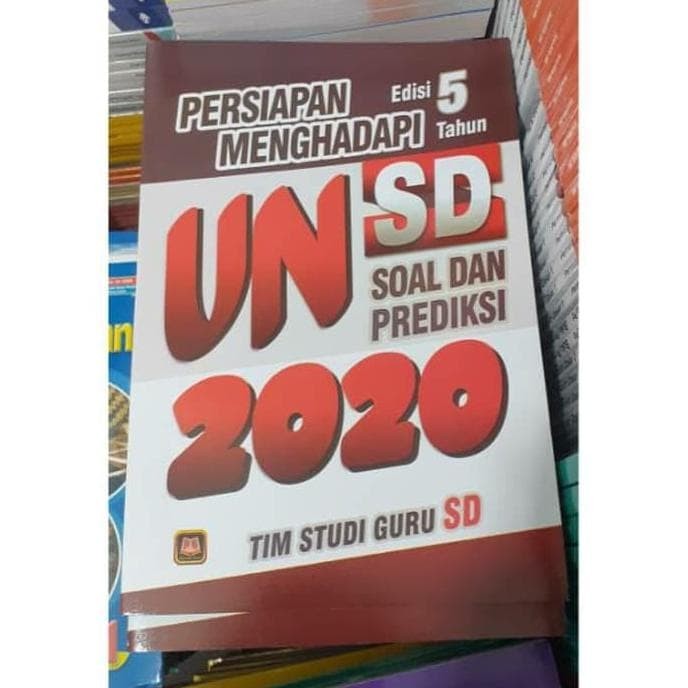 PERSIAPAN
MENGHADAPI
Edisi 5
Tahun
UN SD
SOAL DAN
PREDIKSI
2020
TIM STUDI GURU SD